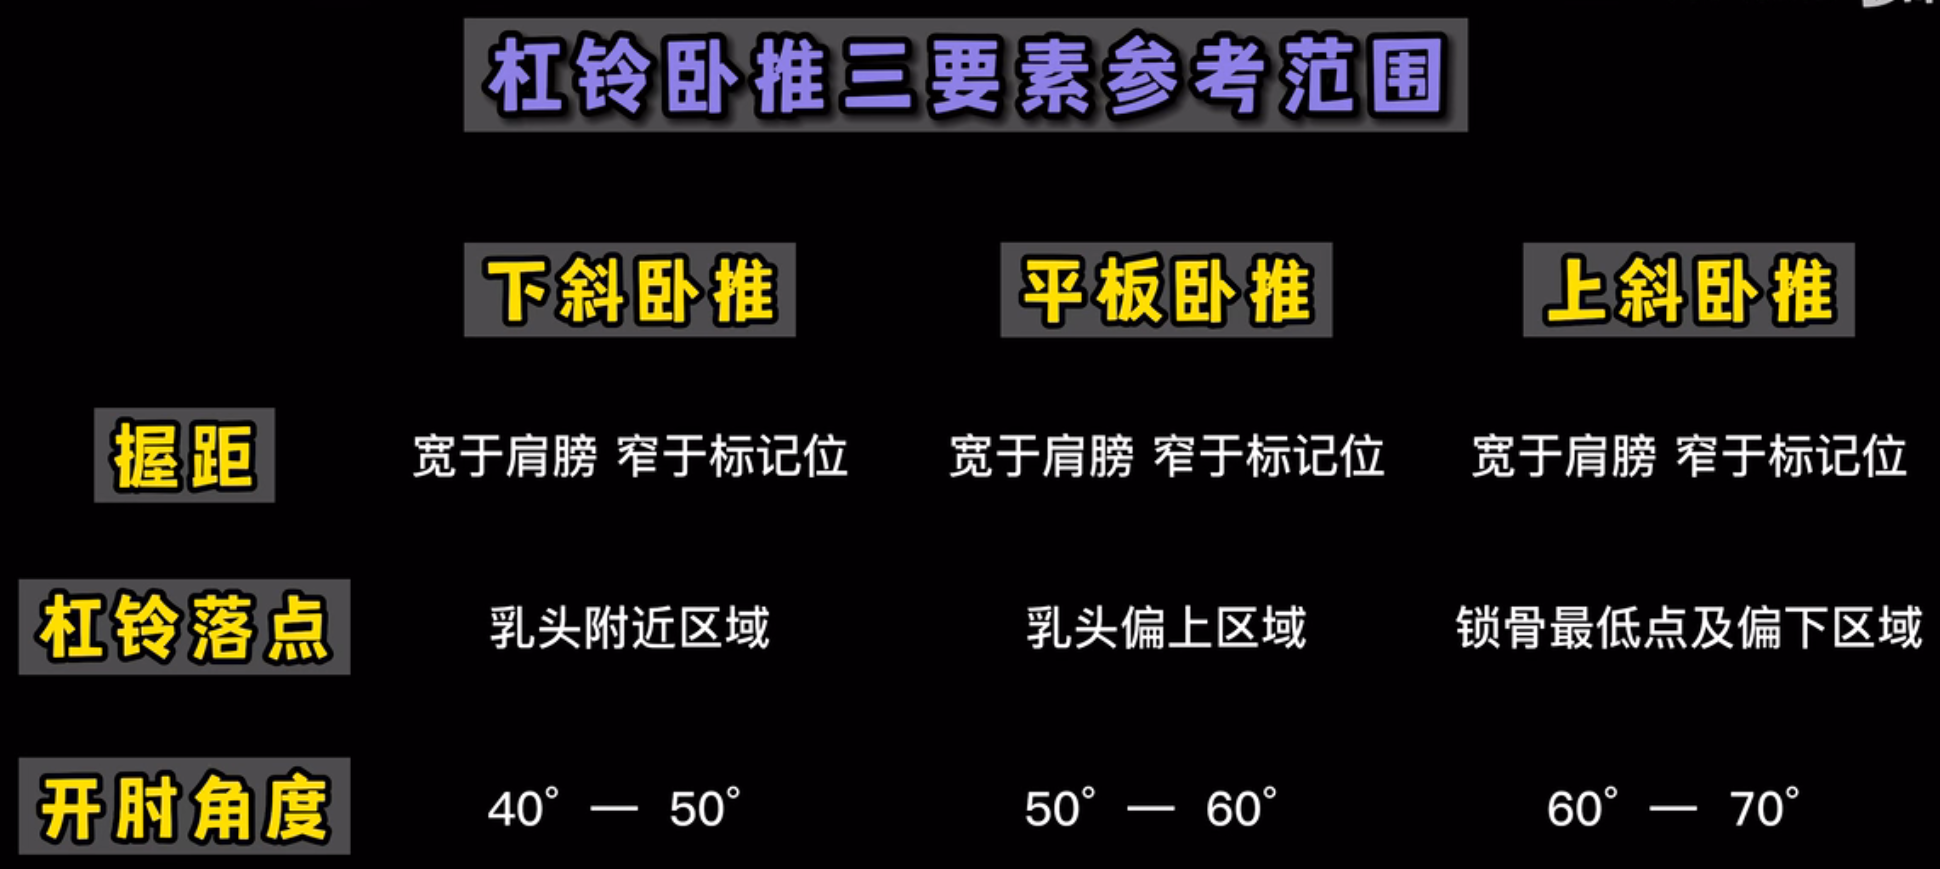 杠铃卧推三要素参考范围
下斜卧推 平板卧推 上斜卧推
握距 宽于肩膀 窄于标记位 宽于肩膀 窄于标记位 宽于肩膀 窄于标记位
杠铃落点 乳头附近区域 乳头偏上区域 锁骨最低点及偏下区域
开肘角度 40° — 50° 50° — 60° 60° — 70°